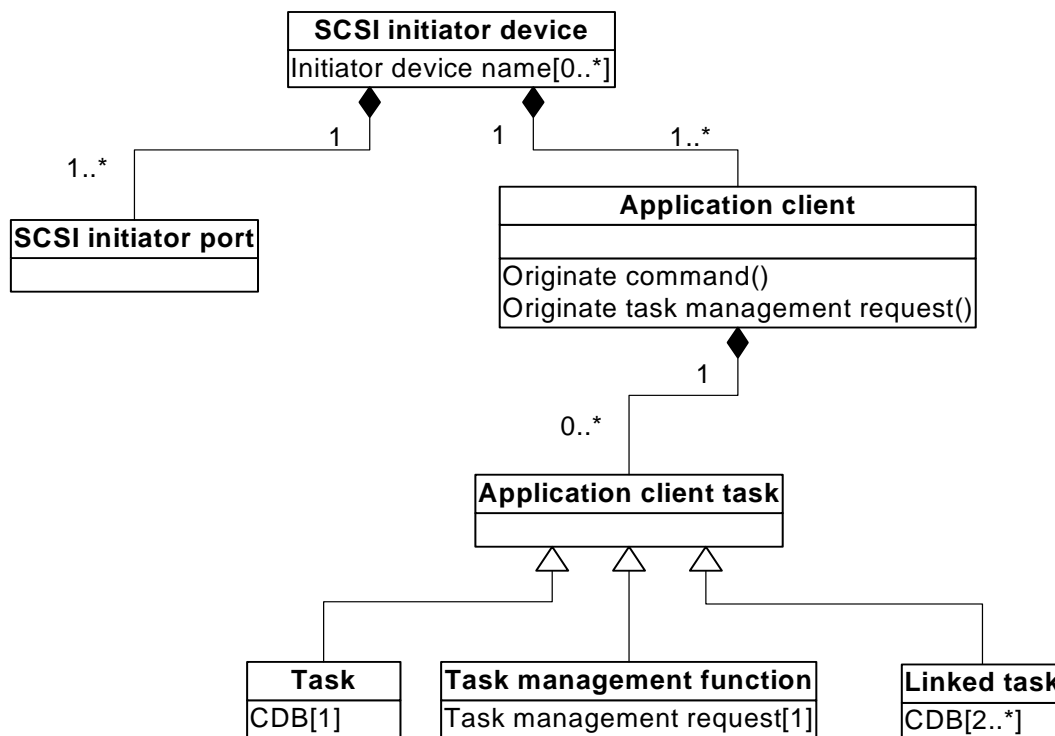 SCSI initiator device
Initiator device name[0..*]
1
1
1..*
1..*
SCSI initiator port
Application client
Originate command()
Originate task management request()
1
0..*
Application client task
Task
CDB[1]
Task management function
Task management request[1]
Linked task
CDB[2..*]